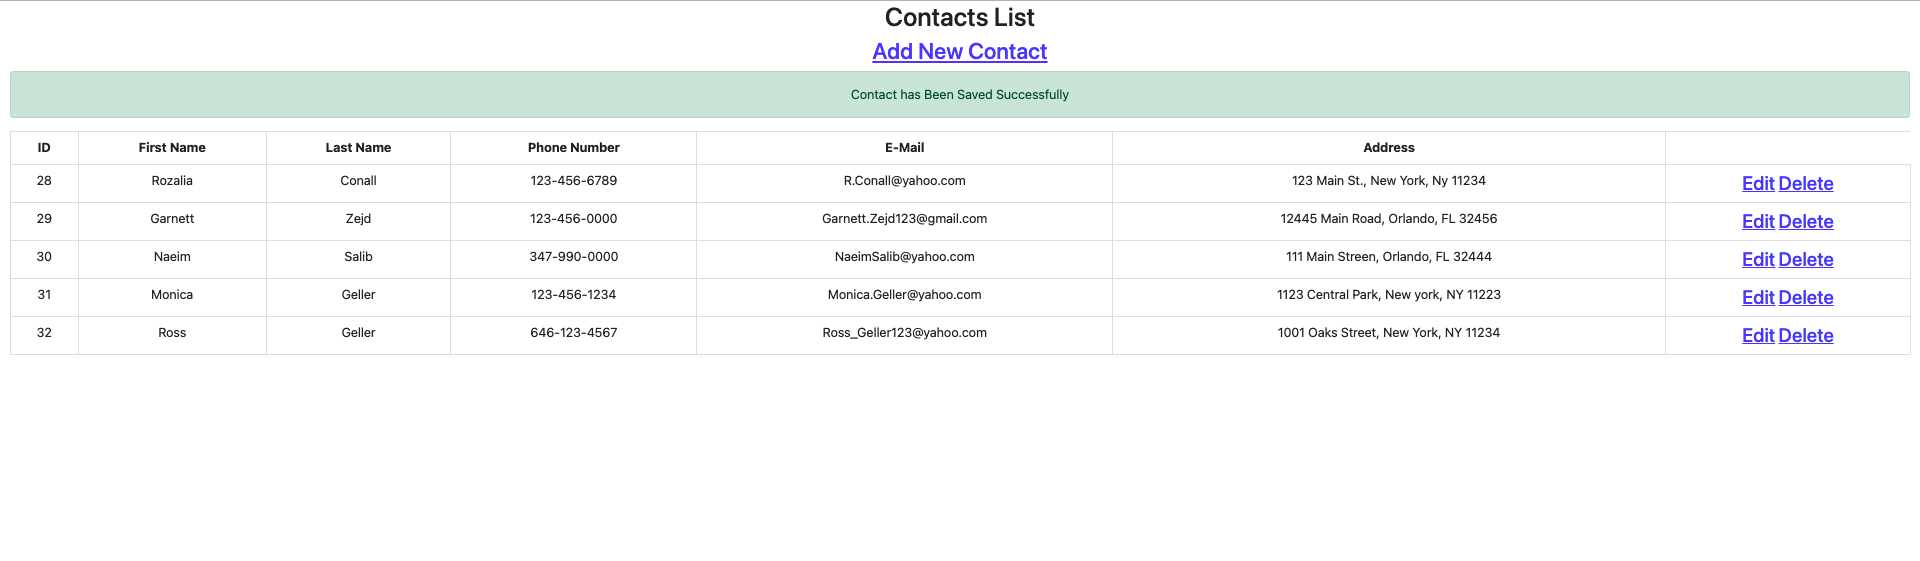 Contacts List
Add New Contact
Contact has Been Saved Successfully
ID First Name Last Name Phone Number E-Mail Address
28 Rozalia Conall 123-456-6789 R.Conall@yahoo.com 123 Main St., New York, Ny 11234 Edit Delete
29 Garnett Zejd 123-456-0000 Garnett.Zejd123@gmail.com 12445 Main Road, Orlando, FL 32456 Edit Delete
30 Naeim Salib 347-990-0000 NaeimSalib@yahoo.com 111 Main Streen, Orlando, FL 32444 Edit Delete
31 Monica Geller 123-456-1234 Monica.Geller@yahoo.com 1123 Central Park, New york, NY 11223 Edit Delete
32 Ross Geller 646-123-4567 Ross_Geller123@yahoo.com 1001 Oaks Street, New York, NY 11234 Edit Delete